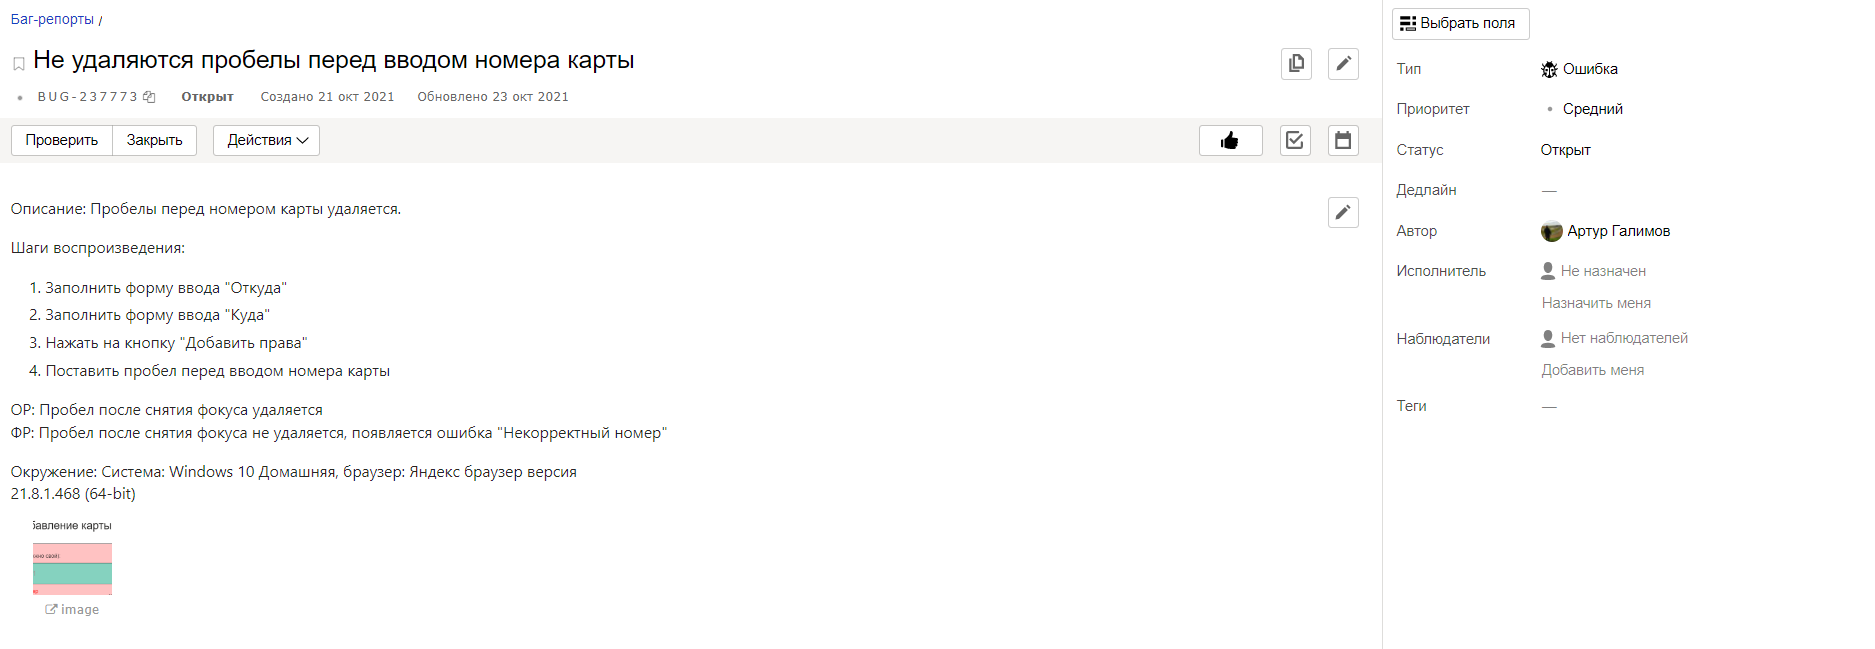 Баг-репорты /
Не удаляются пробелы перед вводом номера карты
BUG-237773 Открыт Создано 21 окт 2021 Обновлено 23 окт 2021
Проверить Закрыть Действия
Описание: Пробелы перед номером карты удаляется.
Шаги воспроизведения:
1. Заполнить форму ввода "Откуда"
2. Заполнить форму ввода "Куда"
3. Нажать на кнопку "Добавить права"
4. Поставить пробел перед вводом номера карты
ОР: Пробел после снятия фокуса удаляется
ФР: Пробел после снятия фокуса не удаляется, появляется ошибка "Некорректный номер"
Окружение: Система: Windows 10 Домашняя, браузер: Яндекс браузер версия
21.8.1.468 (64-bit)
бавление карты
image
Выбрать поля
Тип Ошибка
Приоритет Средний
Статус Открыт
Дедлайн —
Автор Артур Галимов
Исполнитель Не назначен
Назначить меня
Наблюдатели Нет наблюдателей
Добавить меня
Теги —